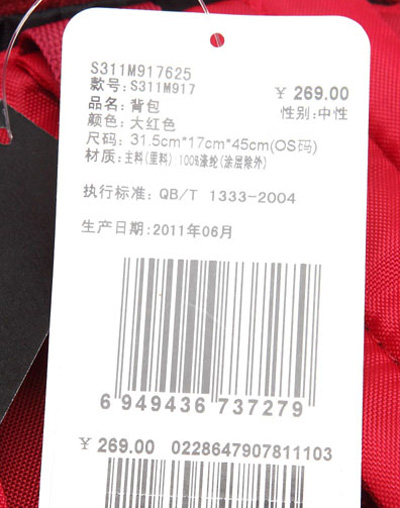 S311M917625
款号: S311M917
¥ 269.00
品名: 背包
性别: 中性
颜色: 大红色
尺码: 31.5cm*17cm*45cm(OS码)
材质: 主料(里料) 100%涤纶(涂层除外)
执行标准: QB/T 1333-2004
生产日期: 2011年06月
6 949436 737279
¥ 269.00 0228647907811103